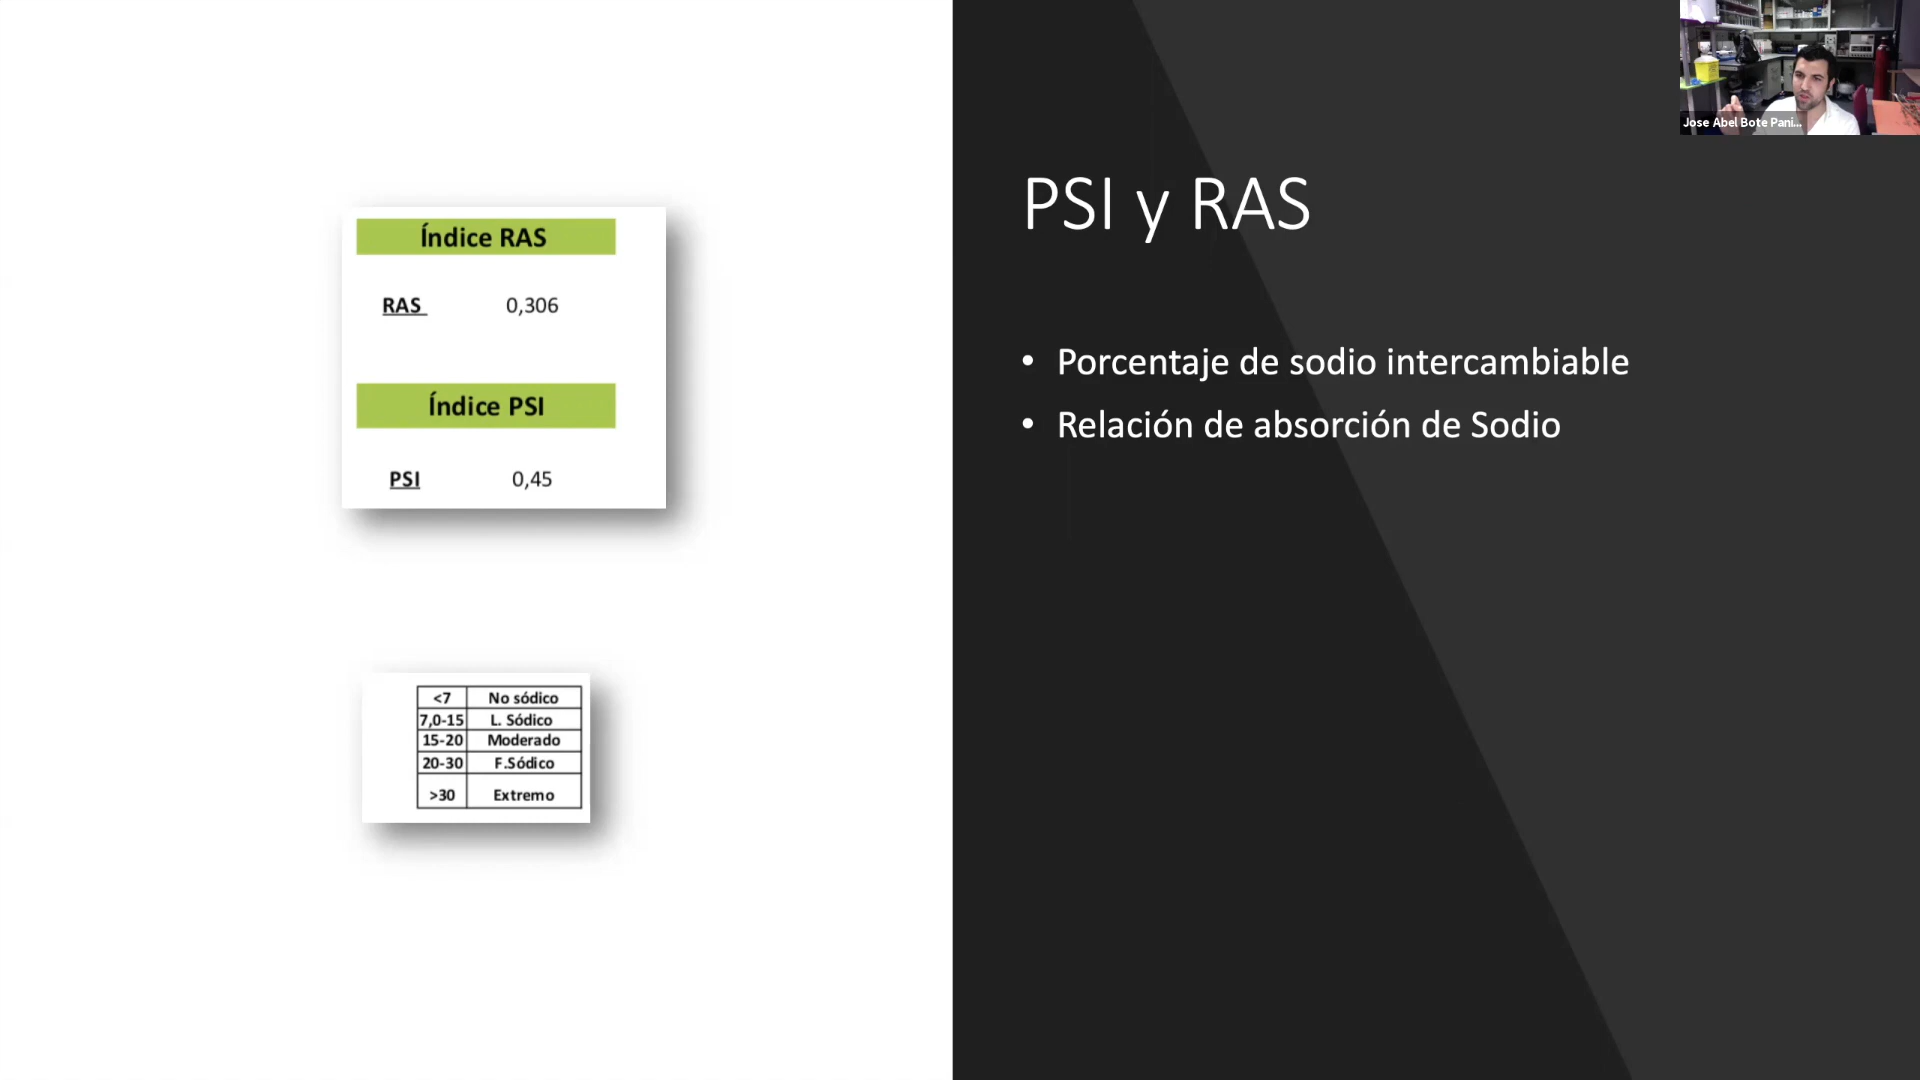 Índice RAS
RAS 0,306
Índice PSI
PSI 0,45
<7 No sódico
7,0-15 L. Sódico
15-20 Moderado
20-30 F.Sódico
>30 Extremo
PSI y RAS
• Porcentaje de sodio intercambiable
• Relación de absorción de Sodio
Jose Abel Bote Pani...